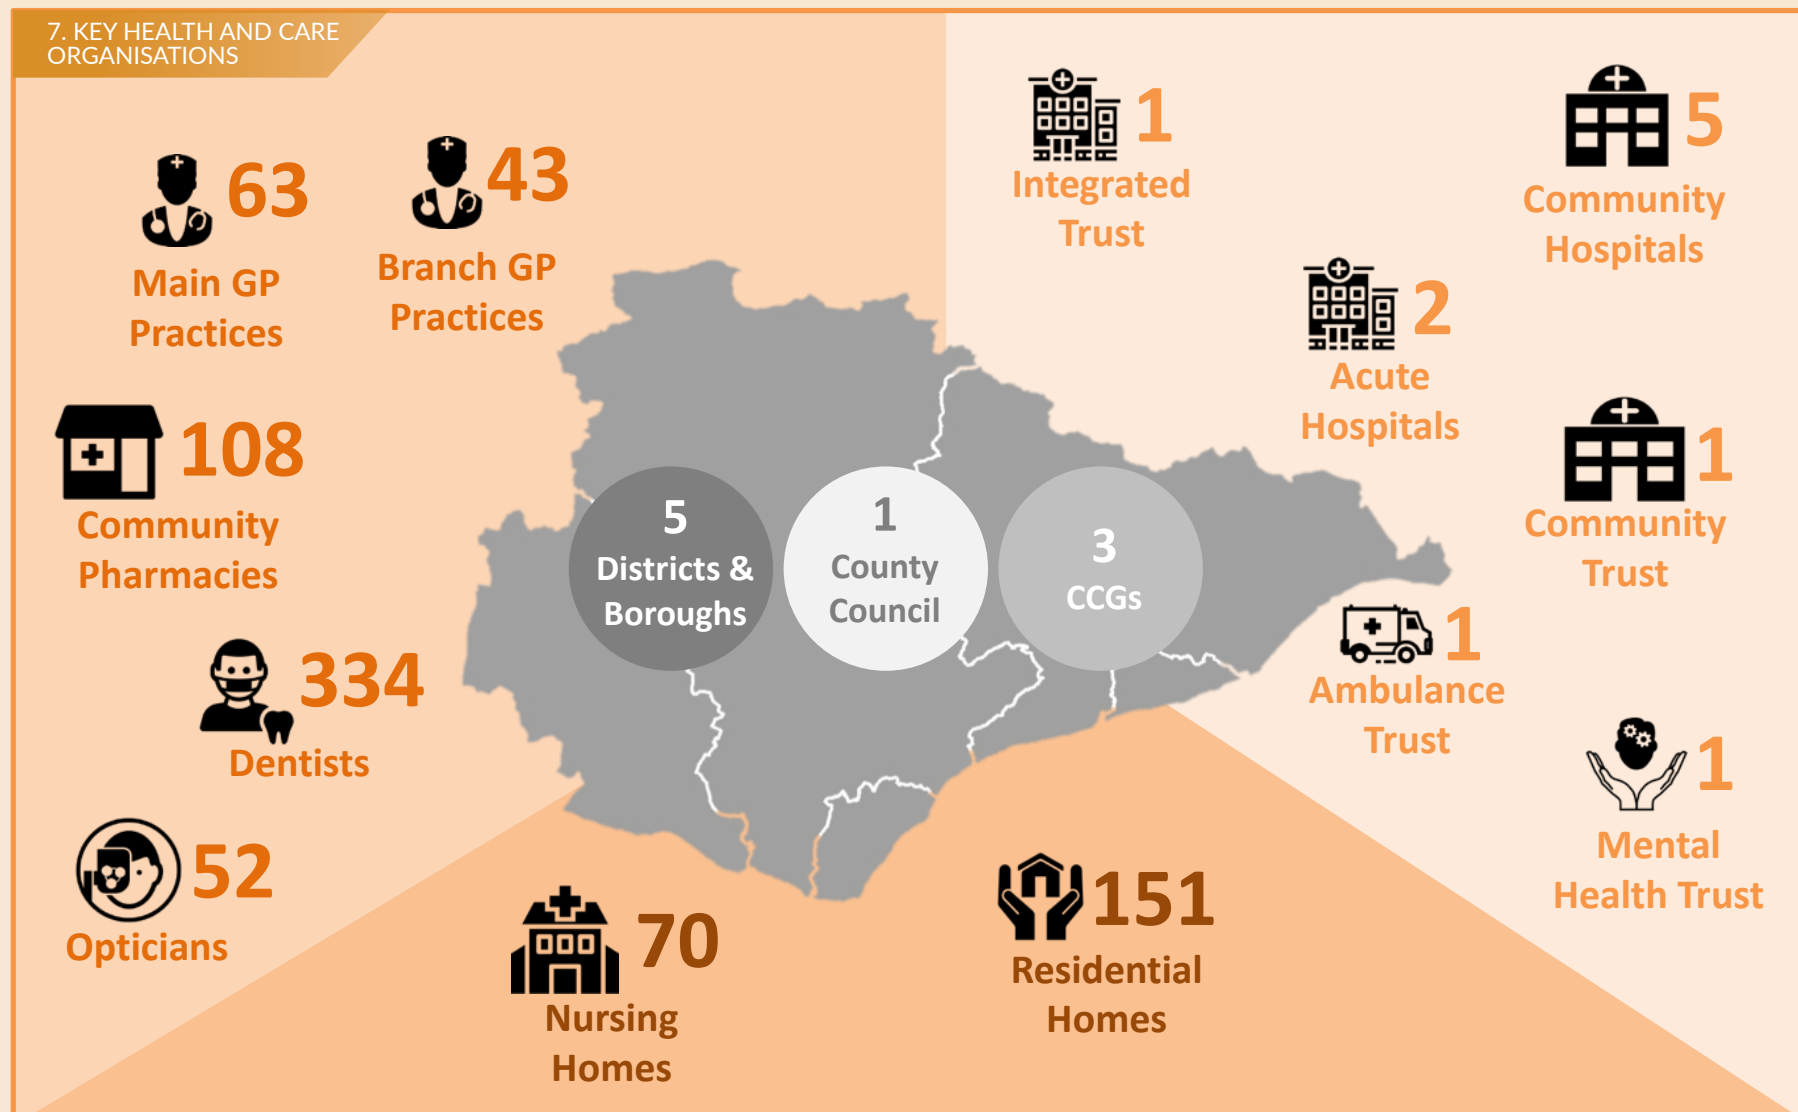 7. KEY HEALTH AND CARE
ORGANISATIONS
63
Main GP
Practices
43
Branch GP
Practices
108
Community
Pharmacies
334
Dentists
52
Opticians
5
Districts &
Boroughs
1
County
Council
3
CCGs
70
Nursing
Homes
151
Residential
Homes
1
Integrated
Trust
5
Community
Hospitals
2
Acute
Hospitals
1
Community
Trust
1
Ambulance
Trust
1
Mental
Health Trust